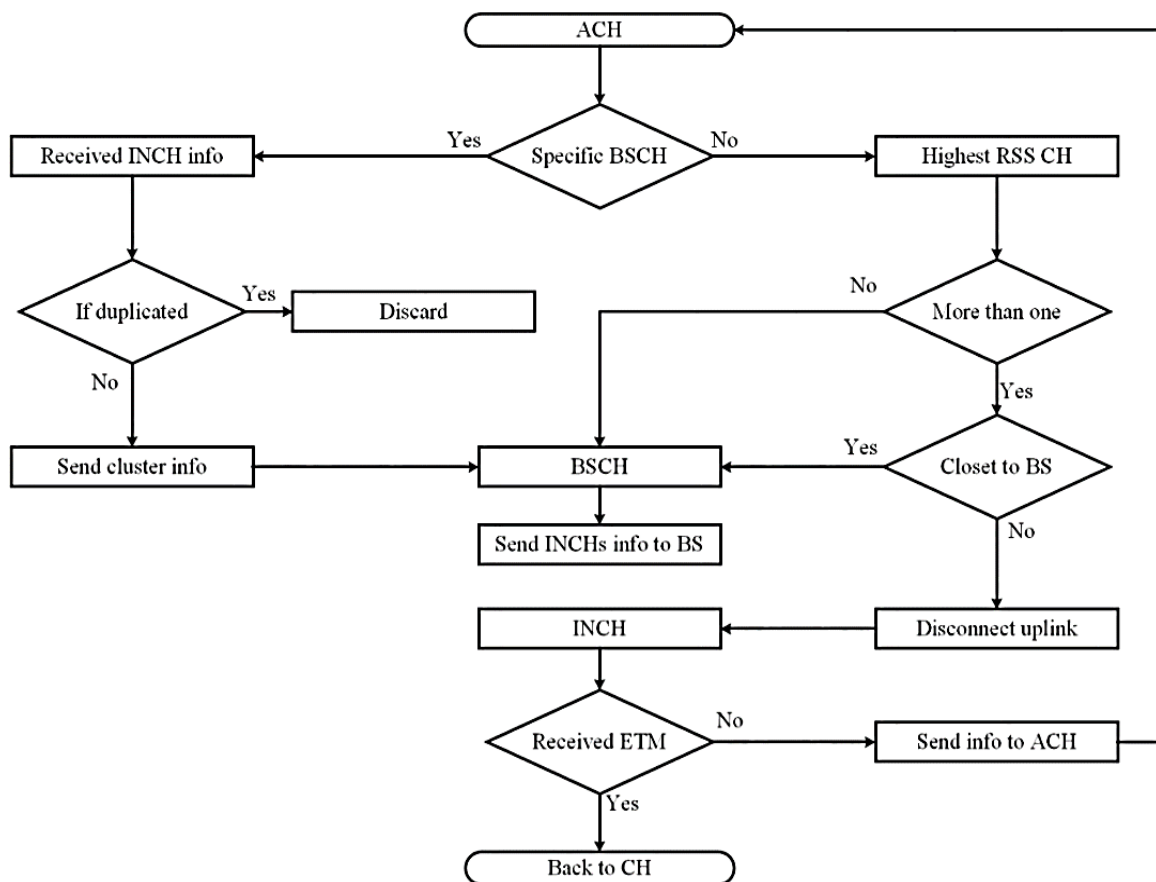 ACH
Yes
No
Received INCH info
Specific BSCH
Highest RSS CH
If duplicated
Yes
Discard
No
More than one
No
Yes
Send cluster info
BSCH
Yes
Closet to BS
Send INCHs info to BS
No
INCH
Disconnect uplink
Received ETM
No
Send info to ACH
Yes
Back to CH